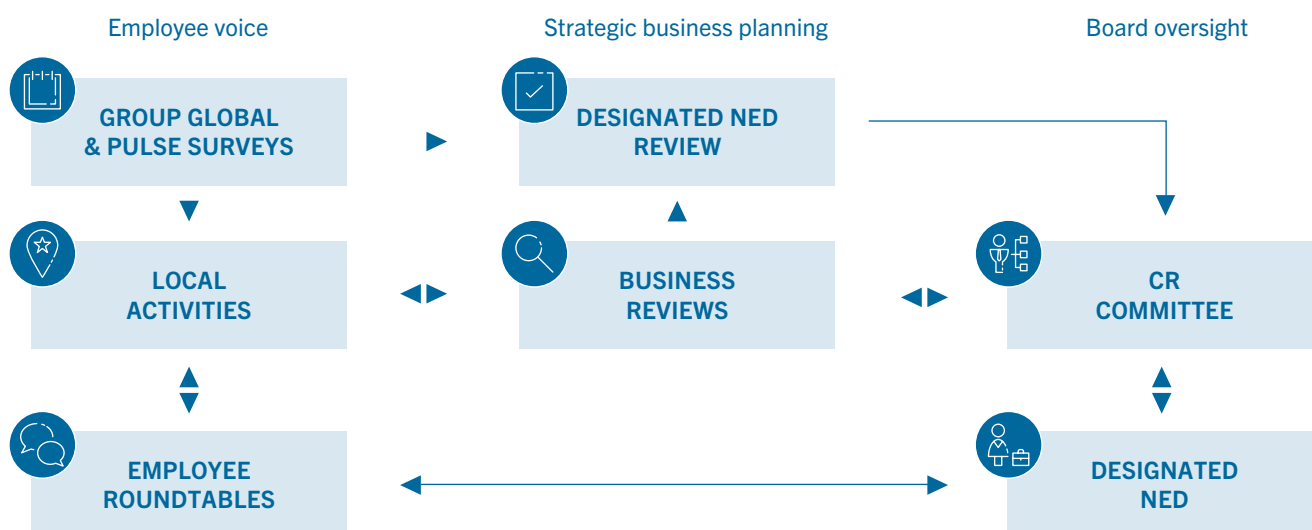 Employee voice
Strategic business planning
Board oversight
GROUP GLOBAL
& PULSE SURVEYS
DESIGNATED NED
REVIEW
LOCAL
ACTIVITIES
BUSINESS
REVIEWS
CR
COMMITTEE
EMPLOYEE
ROUNDTABLES
DESIGNATED
NED